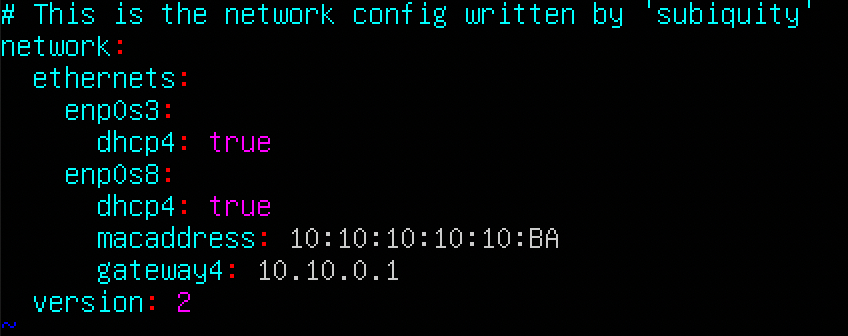 # This is the network config written by 'subiquity'
network:
  ethernets:
    enp0s3:
      dhcp4: true
    enp0s8:
      dhcp4: true
      macaddress: 10:10:10:10:10:BA
      gateway4: 10.10.0.1
  version: 2
~